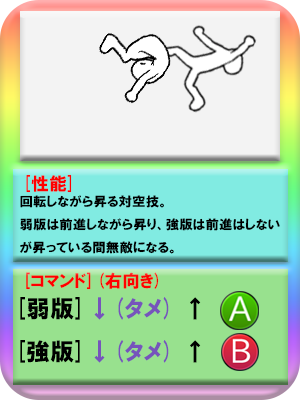 [性能]
回転しながら昇る対空技。
弱版は前進しながら昇り、強版は前進はしない
が昇っている間無敵になる。
[コマンド] (右向き)
[弱版] ↓ (タメ) ↑ A
[強版] ↓ (タメ) ↑ B